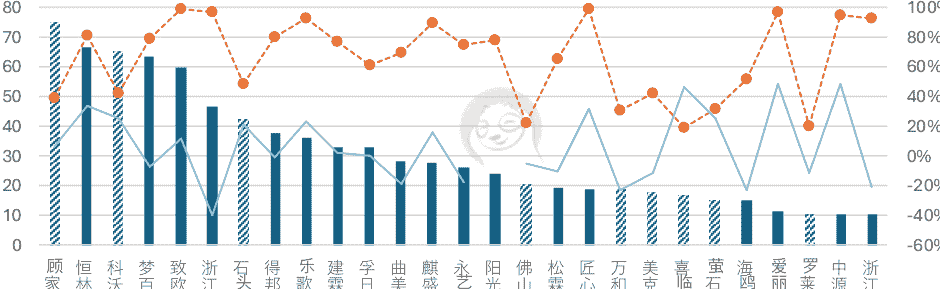 80
70
60
50
40
30
20
10
0
100%
80%
60%
40%
20%
0%
-20%
-40%
-60%
顾家
恒林
科沃
梦百
致欧
浙江
石头
得邦
乐歌
建霖
孚日
曲美
麒盛
永艺
阳光
佛山
松霖
匠心
万和
美克
喜临
萤石
海鸥
爱丽
罗莱
中源
浙江